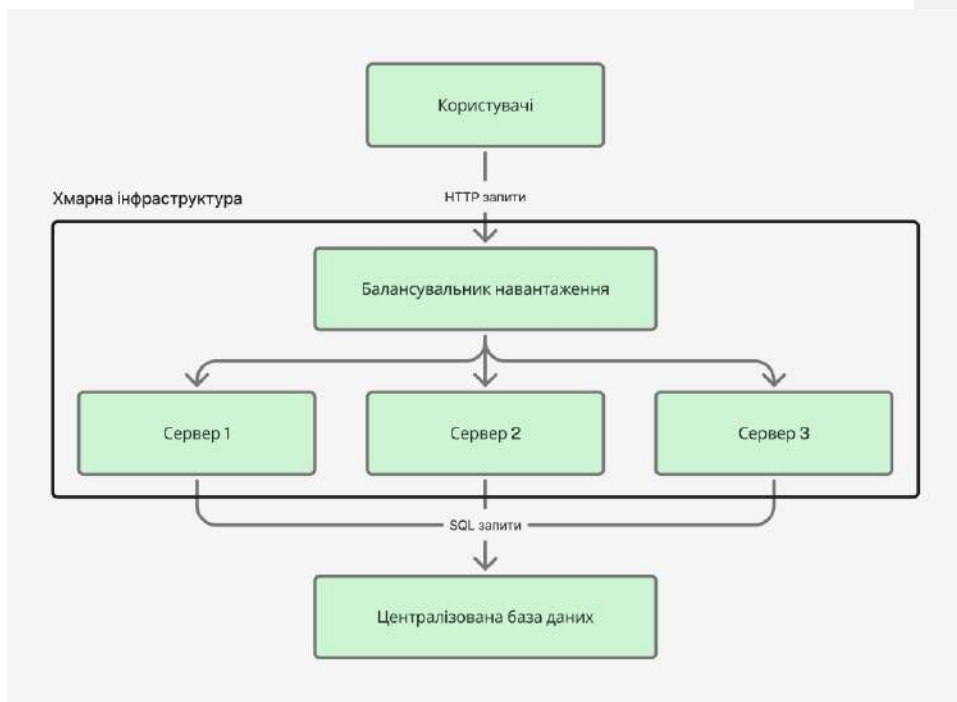 Користувачі
HTTP запити
Хмарна інфраструктура
Балансувальник навантаження
Сервер 1
Сервер 2
Сервер 3
SQL запити
Централізована база даних